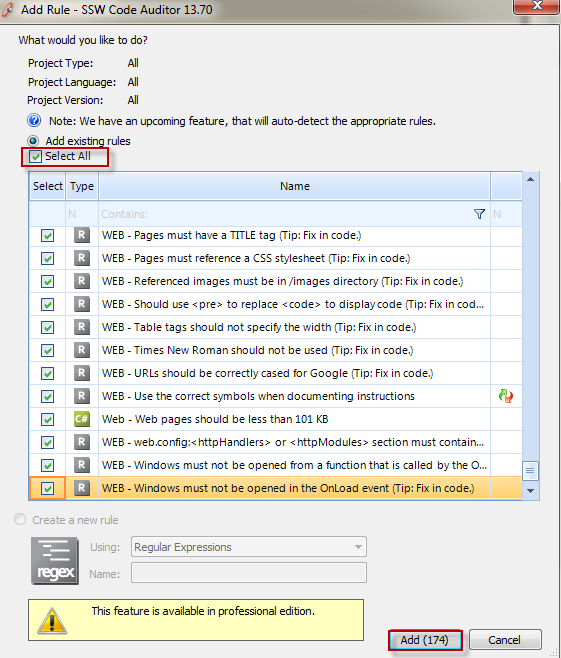 Add Rule - SSW Code Auditor 13.70
What would you like to do?
Project Type: All
Project Language: All
Project Version: All
Note: We have an upcoming feature, that will auto-detect the appropriate rules.
Add existing rules
Select All
Select Type Name
N Contains: N
R WEB - Pages must have a TITLE tag (Tip: Fix in code.)
R WEB - Pages must reference a CSS stylesheet (Tip: Fix in code.)
R WEB - Referenced images must be in /images directory (Tip: Fix in code.)
R WEB - Should use <pre> to replace <code> to display code (Tip: Fix in cod...
R WEB - Table tags should not specify the width (Tip: Fix in code.)
R WEB - Times New Roman should not be used (Tip: Fix in code.)
R WEB - URLs should be correctly cased for Google (Tip: Fix in code.)
R WEB - Use the correct symbols when documenting instructions
C# Web - Web pages should be less than 101 KB
R WEB - web.config:<httpHandlers> or <httpModules> section must contain...
R WEB - Windows must not be opened from a function that is called by the O...
R WEB - Windows must not be opened in the OnLoad event (Tip: Fix in code.)
Create a new rule
regex
Using: Regular Expressions
Name:
This feature is available in professional edition.
Add (174) Cancel